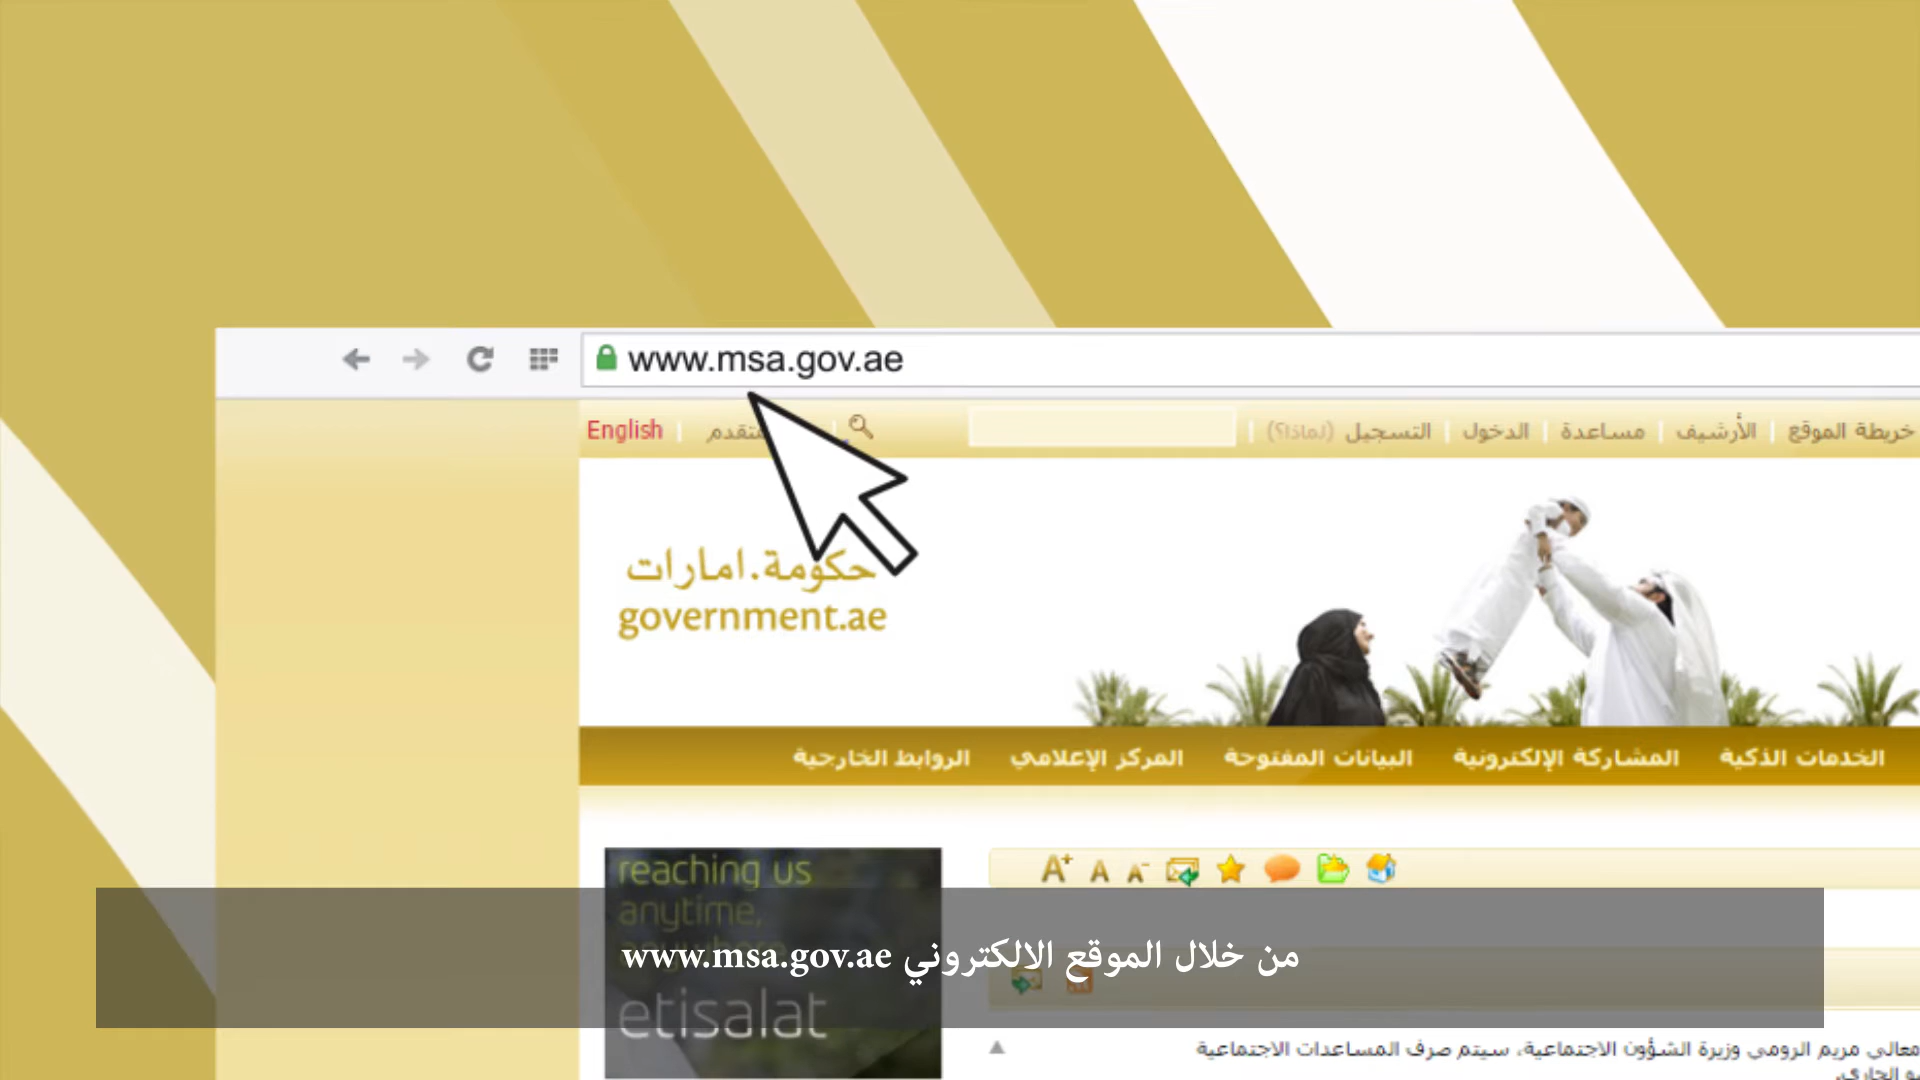 www.msa.gov.ae
خريطة الموقع | الأرشيف | مساعدة | الدخول | التسجيل (لماذا؟)
English
حكومة.امارات
government.ae
الخدمات الذكية المشاركة الإلكترونية البيانات المفتوحة المركز الإعلامي الروابط الخارجية
A+ A A-
reaching us
anytime,
من خلال الموقع الالكتروني www.msa.gov.ae
etisalat
معالي مريم الرومي وزيرة الشؤون الاجتماعية، سيتم صرف المساعدات الاجتماعية